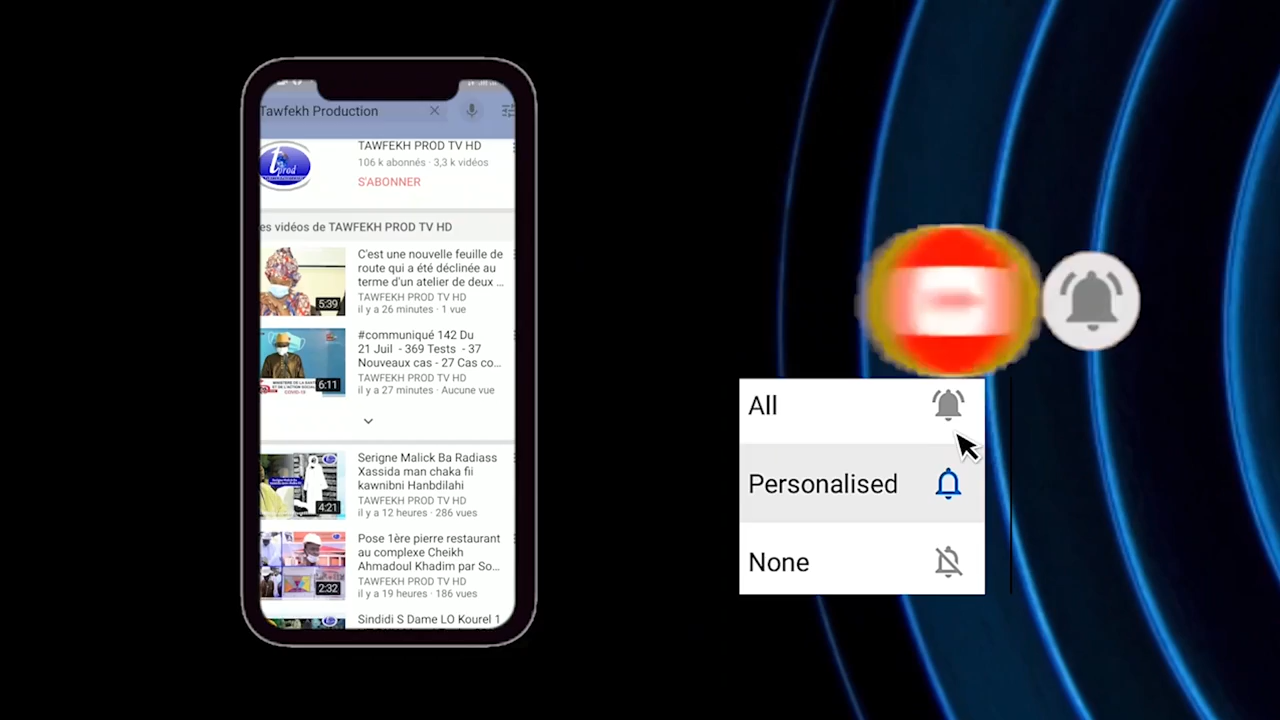 Tawfekh Production
TAWFEKH PROD TV HD
106 k abonnés · 3,3 k vidéos
S'ABONNER
tprod
es vidéos de TAWFEKH PROD TV HD
C'est une nouvelle feuille de
route qui a été déclinée au
terme d'un atelier de deux ...
TAWFEKH PROD TV HD
il y a 26 minutes · 1 vue
5:39
#communiqué 142 Du
21 Juil - 369 Tests - 37
Nouveaux cas - 27 Cas co...
TAWFEKH PROD TV HD
il y a 27 minutes · Aucune vue
6:11
Serigne Malick Ba Radiass
Xassida man chaka fii
kawnibni Hanbdilahi
TAWFEKH PROD TV HD
il y a 12 heures · 286 vues
4:21
Pose 1ère pierre restaurant
au complexe Cheikh
Ahmadoul Khadim par So...
TAWFEKH PROD TV HD
il y a 19 heures · 186 vues
2:32
Sindidi S Dame LO Kourel 1
All
Personalised
None